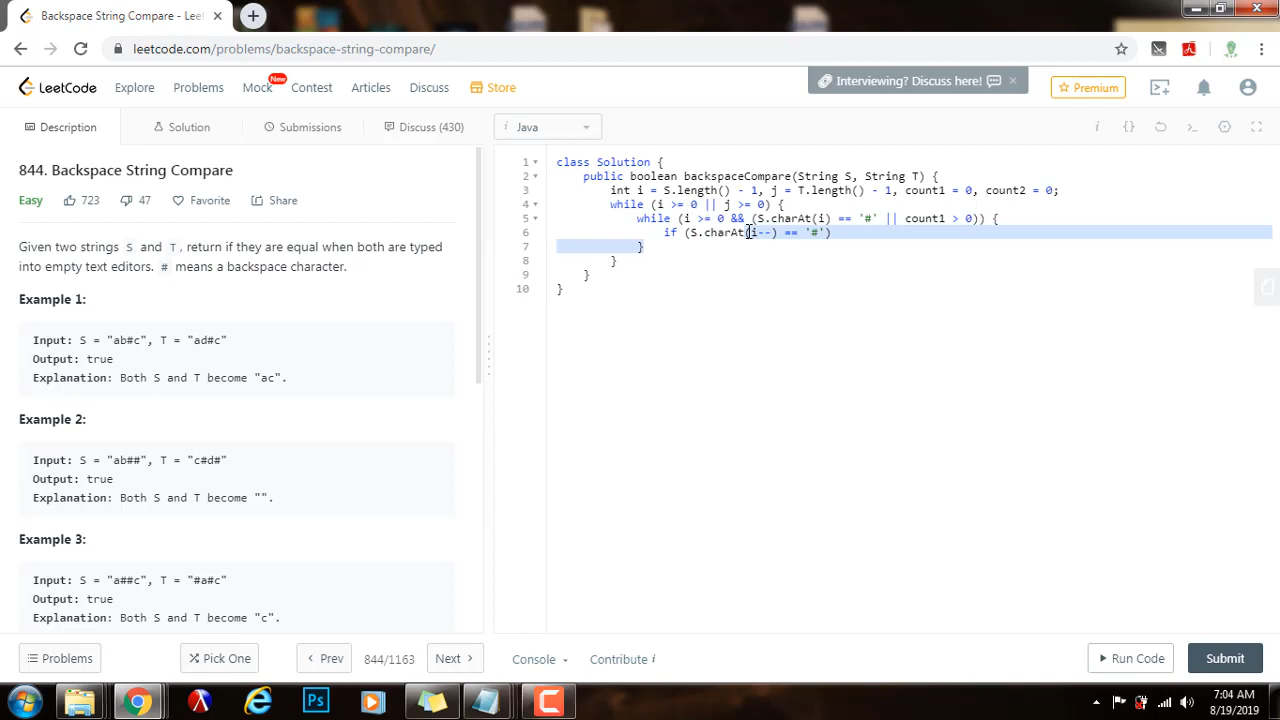 Backspace String Compare - Leet
leetcode.com/problems/backspace-string-compare/
LeetCode
Explore
Problems
Mock
New
Contest
Articles
Discuss
Store
Interviewing? Discuss here!
Premium
Description
Solution
Submissions
Discuss (430)
Java
844. Backspace String Compare
Easy
723
47
Favorite
Share
Given two strings S and T, return if they are equal when both are typed
into empty text editors. # means a backspace character.
Example 1:
Input: S = "ab#c", T = "ad#c"
Output: true
Explanation: Both S and T become "ac".
Example 2:
Input: S = "ab##", T = "c#d#"
Output: true
Explanation: Both S and T become "".
Example 3:
Input: S = "a##c", T = "#a#c"
Output: true
Explanation: Both S and T become "c".
1 class Solution {
2 public boolean backspaceCompare(String S, String T) {
3 int i = S.length() - 1, j = T.length() - 1, count1 = 0, count2 = 0;
4 while (i >= 0 || j >= 0) {
5 while (i >= 0 && (S.charAt(i) == '#' || count1 > 0)) {
6 if (S.charAt(i--) == '#')
7 }
8 }
9 }
10 }
Problems
Pick One
Prev
844/1163
Next
Console
Contribute i
Run Code
Submit
7:04 AM
8/19/2019